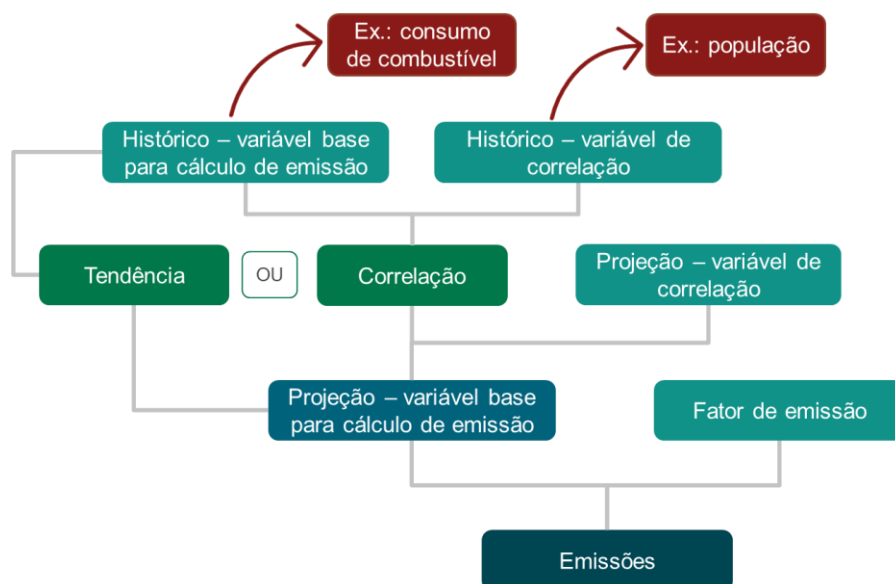 Ex.: consumo
de combustível
Ex.: população
Histórico – variável base
para cálculo de emissão
Histórico – variável de
correlação
Tendência
OU
Correlação
Projeção – variável de
correlação
Projeção – variável base
para cálculo de emissão
Fator de emissão
Emissões